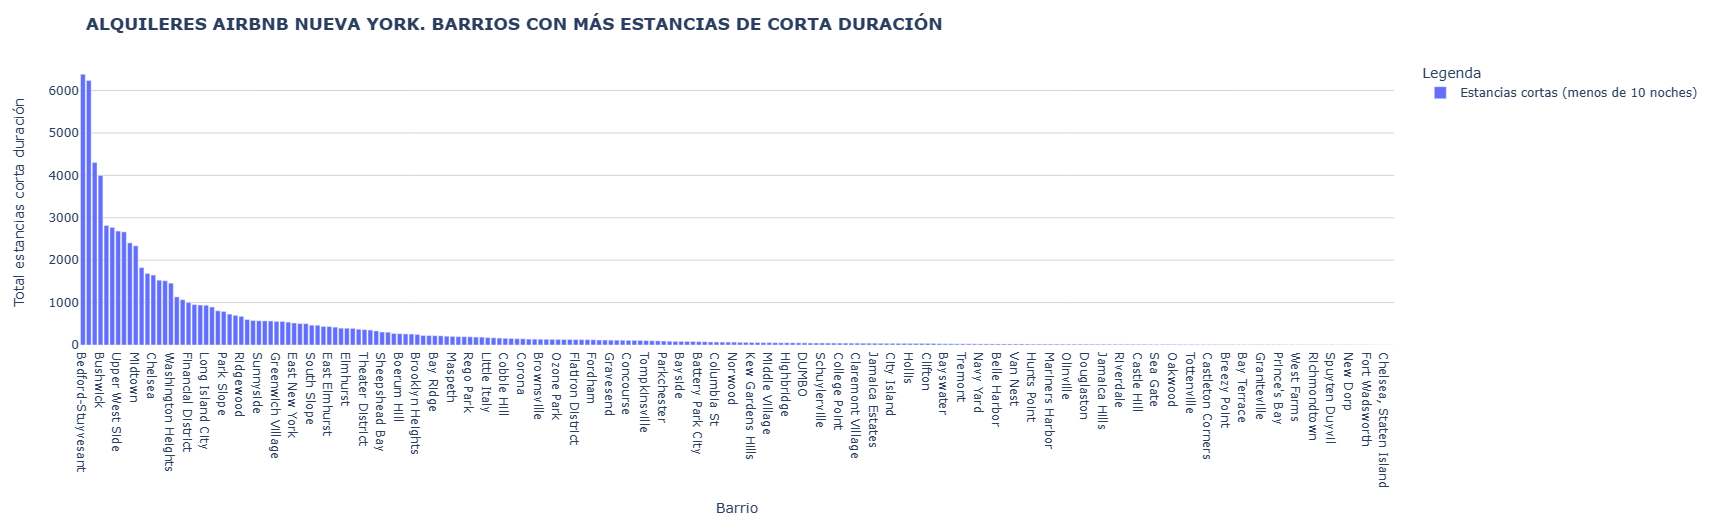 ALQUILERES AIRBNB NUEVA YORK. BARRIOS CON MÁS ESTANCIAS DE CORTA DURACIÓN
Legenda
Estancias cortas (menos de 10 noches)
Total estancias corta duración
6000
5000
4000
3000
2000
1000
0
Bedford-Stuyvesant
Bushwick
Upper West Side
Midtown
Chelsea
Washington Heights
Financial District
Long Island City
Park Slope
Ridgewood
Sunnyside
Greenwich Village
East New York
South Slope
East Elmhurst
Elmhurst
Theater District
Sheepshead Bay
Boerum Hill
Brooklyn Heights
Bay Ridge
Maspeth
Rego Park
Little Italy
Cobble Hill
Corona
Brownsville
Ozone Park
Flatiron District
Fordham
Gravesend
Concourse
Tompkinsville
Parkchester
Bayside
Battery Park City
Columbia St
Norwood
Kew Gardens Hills
Middle Village
Highbridge
DUMBO
Schuylerville
College Point
Claremont Village
Jamaica Estates
City Island
Hollis
Clifton
Bayswater
Tremont
Navy Yard
Belle Harbor
Van Nest
Hunts Point
Mariners Harbor
Olinville
Douglaston
Jamaica Hills
Riverdale
Castle Hill
Sea Gate
Oakwood
Tottenville
Castleton Corners
Breezy Point
Bay Terrace
Graniteville
Prince's Bay
West Farms
Richmondtown
Spuyten Duyvil
New Dorp
Fort Wadsworth
Chelsea, Staten Island
Barrio